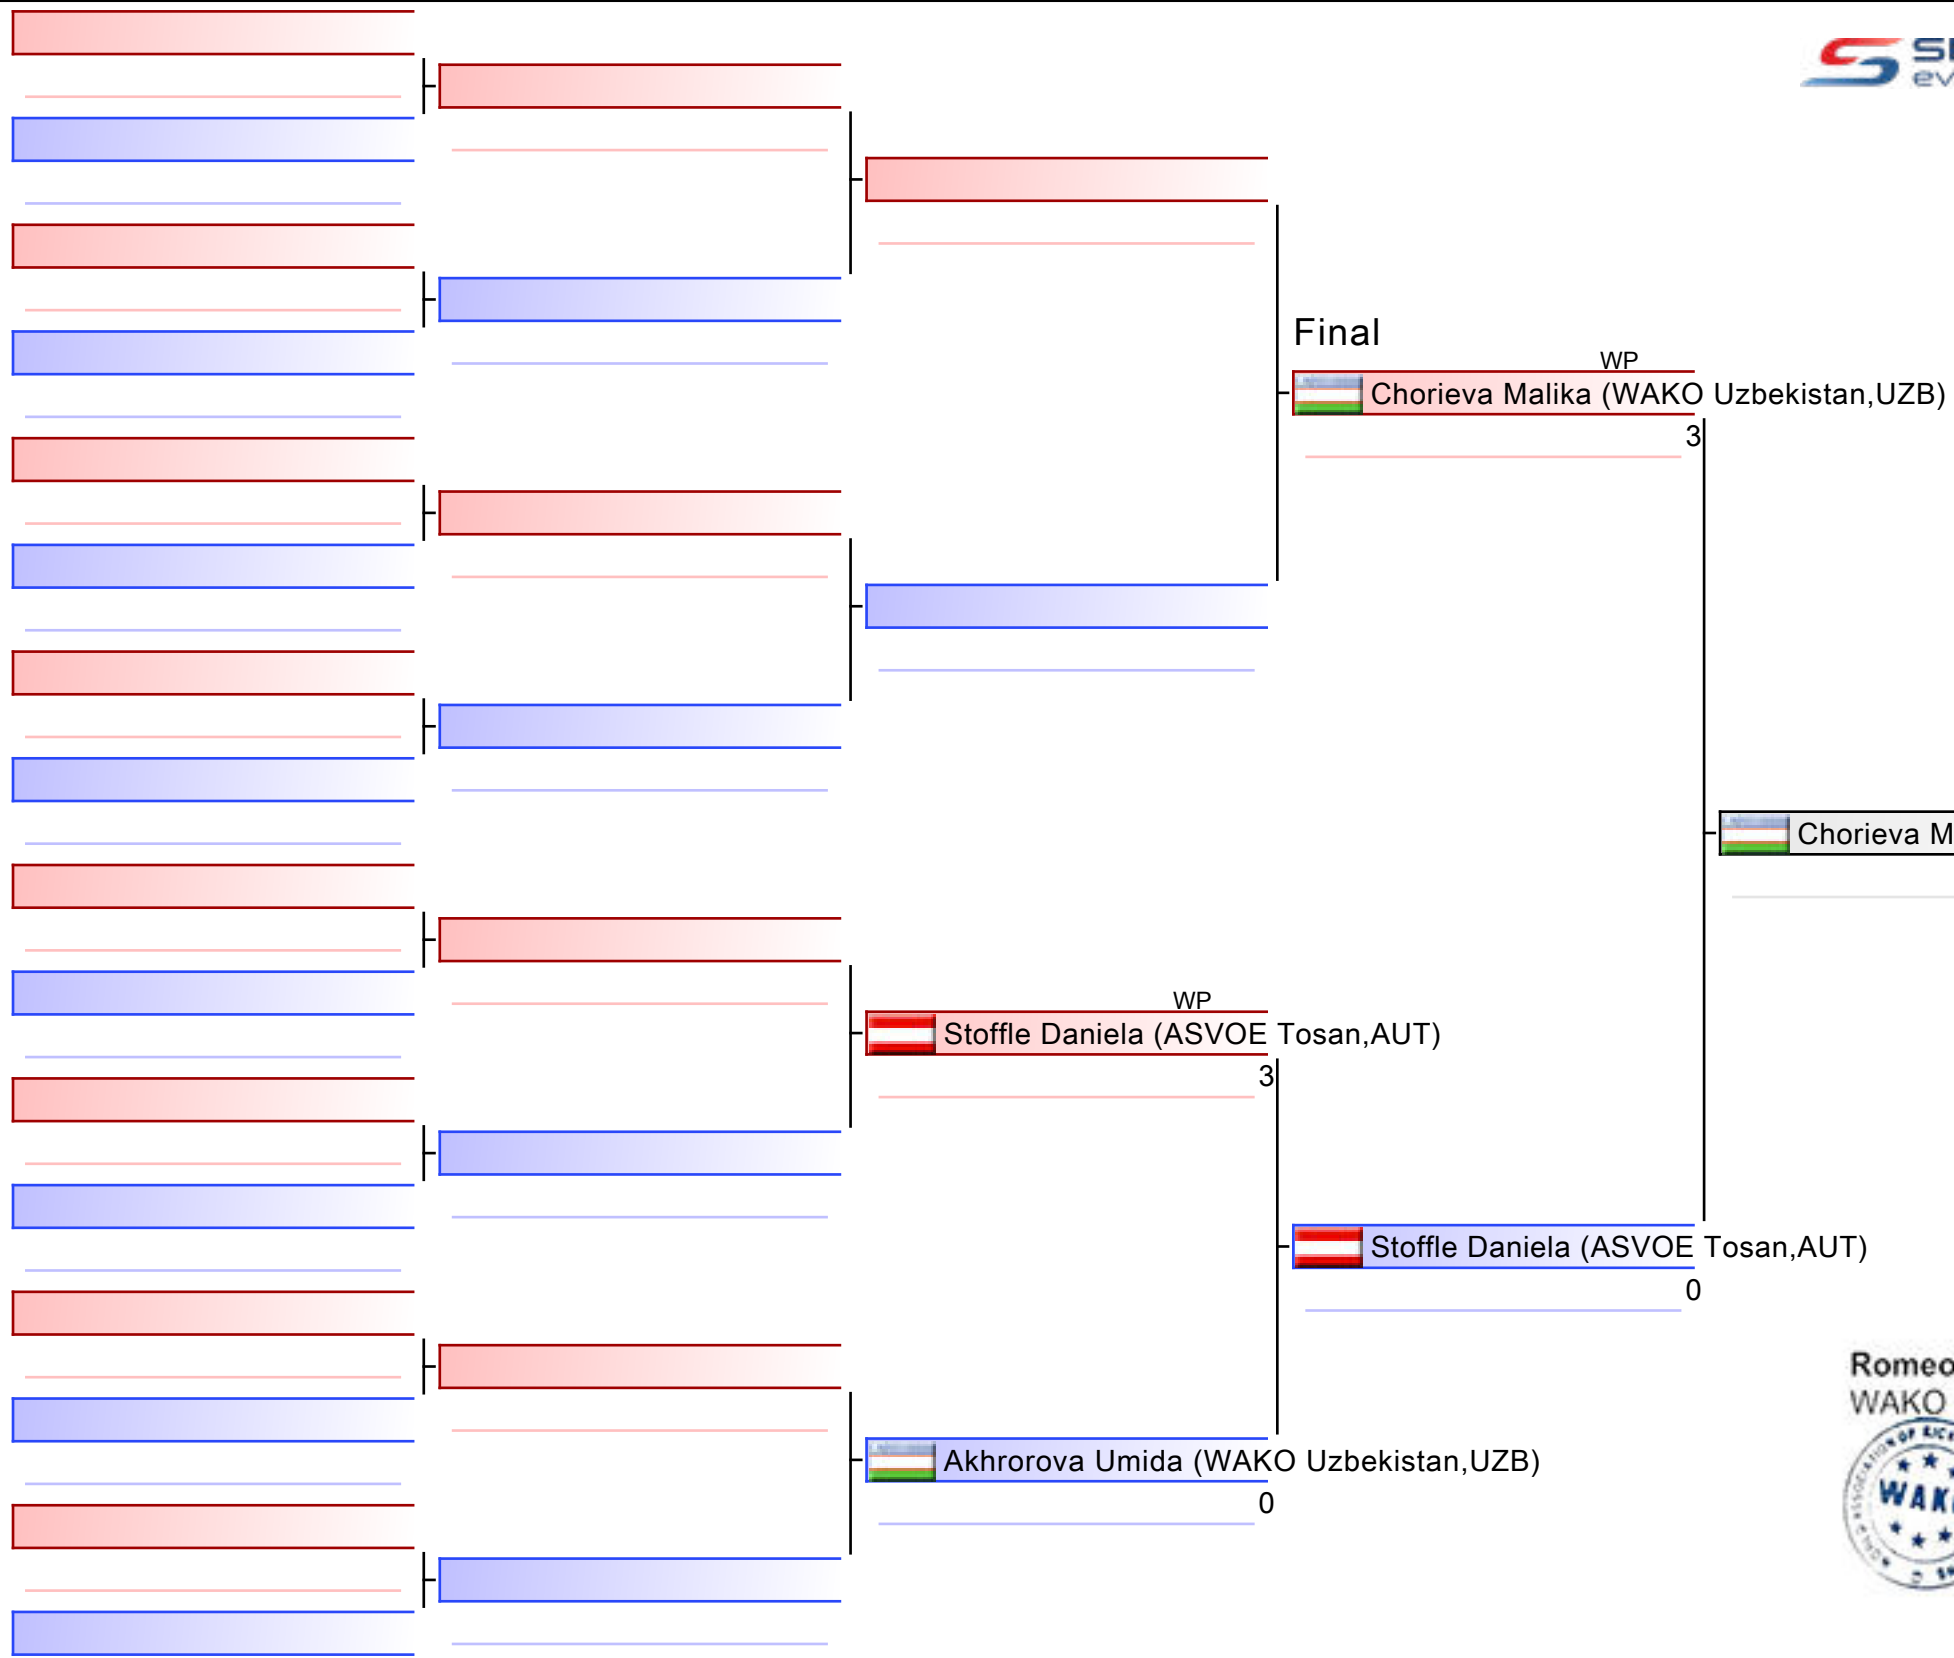 Final
WP
Chorieva Malika (WAKO Uzbekistan,UZB)
3
Chorieva M
WP
Stoffle Daniela (ASVOE Tosan,AUT)
3
Stoffle Daniela (ASVOE Tosan,AUT)
0
Romeo
WAKO
Akhrorova Umida (WAKO Uzbekistan,UZB)
0